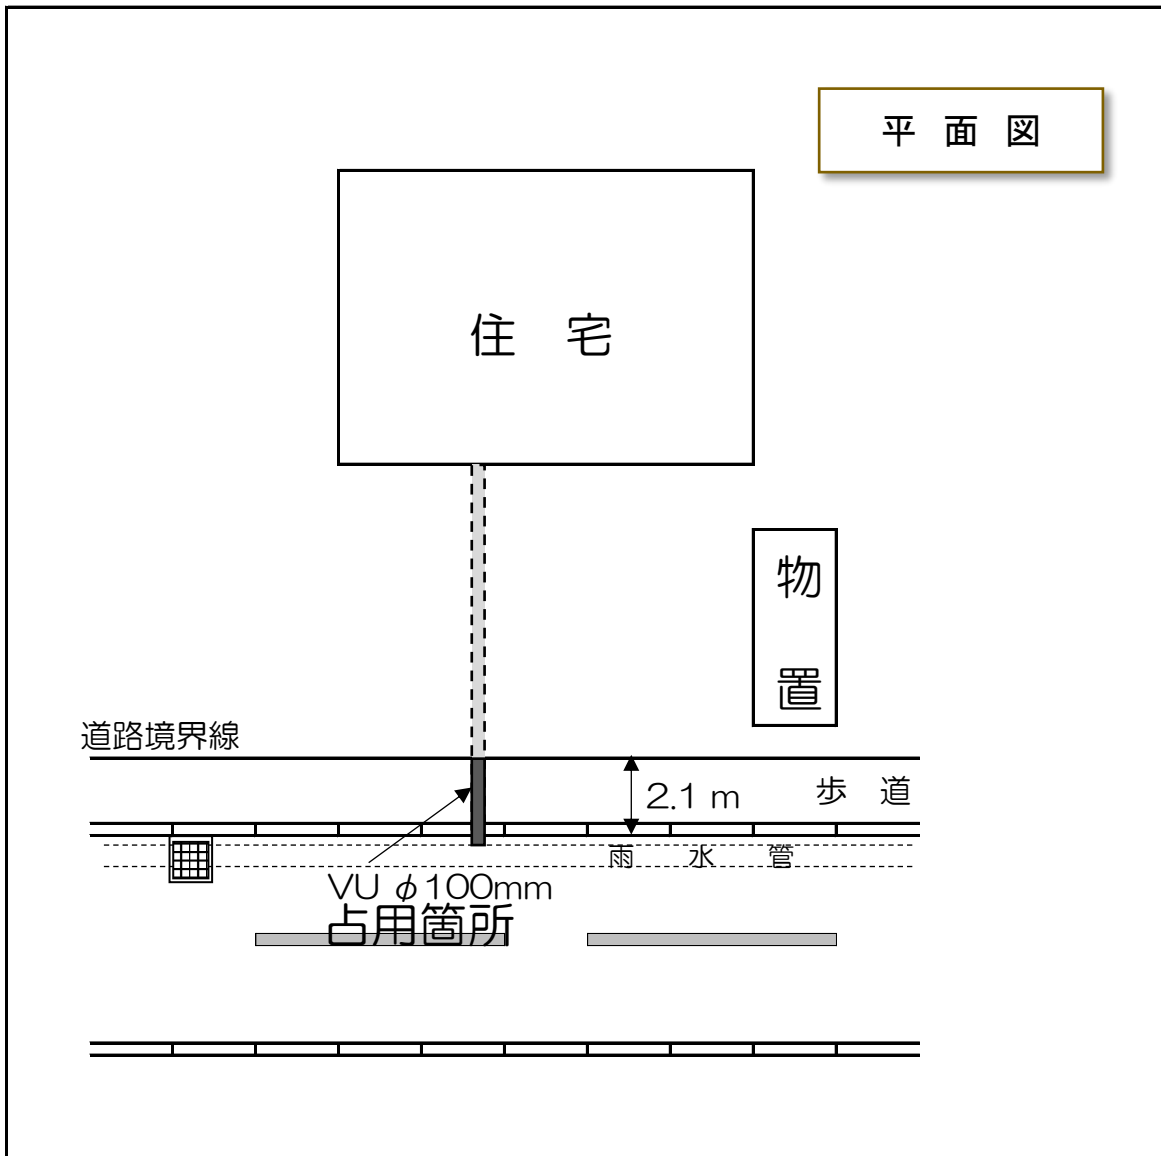 平 面 図
住 宅
物
置
道路境界線
2.1 m
歩 道
雨 水 管
VU φ100mm
占用箇所